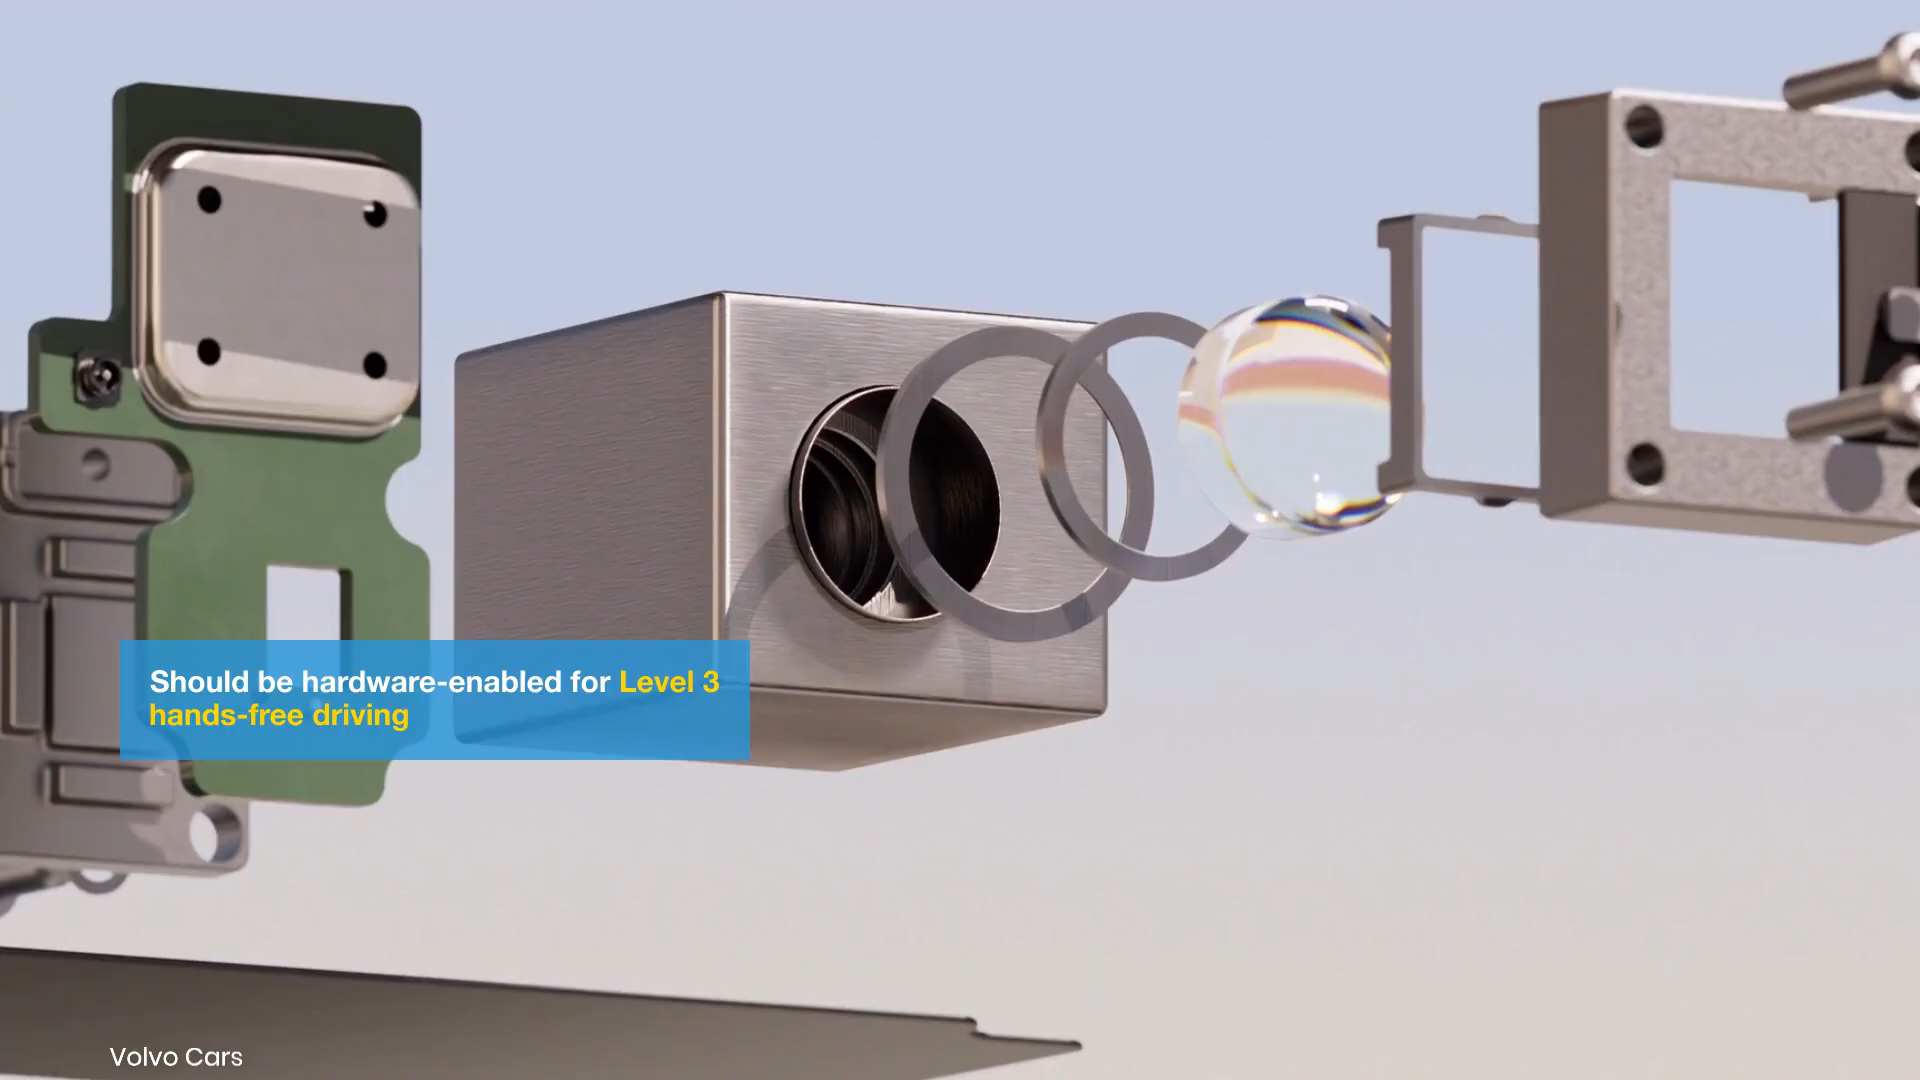 Should be hardware-enabled for Level 3
hands-free driving
Volvo Cars